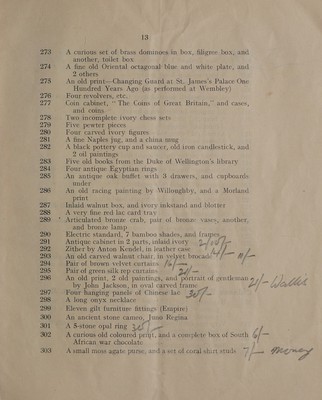 13
273 A curious set of brass dominoes in box, filigree box, and
another, toilet box
274 A fine old Oriental octagonal blue and white plate, and
2 others
275 An old print—Changing Guard at St. James's Palace One
Hundred Years Ago (as performed at Wembley)
276 Four revolvers, etc.
277 Coin cabinet, "The Coins of Great Britain," and cases,
and coins
278 Two incomplete ivory chess sets
279 Five pewter pieces
280 Four carved ivory figures
281 A fine Naples jug, and a china mug
282 A black pottery cup and saucer, old iron candlestick, and
2 oil paintings
283 Five old books from the Duke of Wellington's library
284 Four antique Egyptian rings
285 An antique oak buffet with 3 drawers, and cupboards
under
286 An old racing painting by Willoughby, and a Morland
print
287 Inlaid walnut box, and ivory inkstand and blotter
288 A very fine red lac card tray
289 Articulated bronze crab, pair of bronze vases, another,
and bronze lamp
290 Electric standard, 7 bamboo shades, and frames
291 Antique cabinet in 2 parts, inlaid ivory
292 Zither by Anton Kendel, in leather case
293 An old carved walnut chair, in velvet brocade
294 Pair of brown velvet curtains
295 Pair of green silk rep curtains
296 An old print, 2 old paintings, and portrait of gentleman 2/- Wallis
by John Jackson, in oval carved frame
297 Four hanging panels of Chinese lac 30/-
298 A long onyx necklace
299 Eleven gilt furniture fittings (Empire)
300 An ancient stone cameo, Juno Regina
301 A 5-stone opal ring
302 A curious old coloured print, and a complete box of South 6/-
African war chocolate
303 A small moss agate purse, and a set of coral shirt studs 7/-